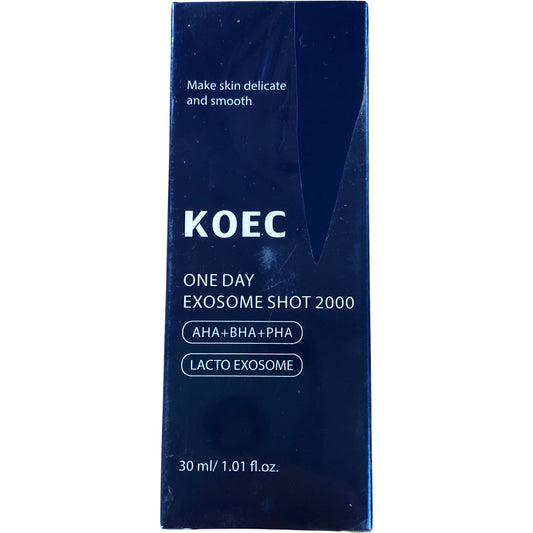 Make skin delicate
and smooth
KOEC
ONE DAY
EXOSOME SHOT 2000
AHA+BHA+PHA
LACTO EXOSOME
30 ml/ 1.01 fl.oz.